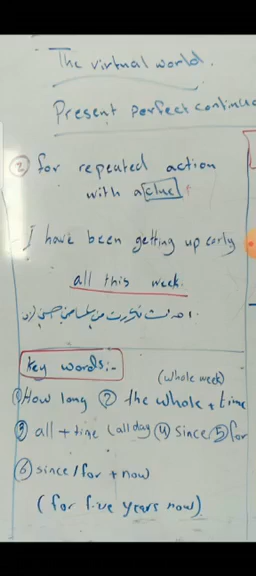 The virtual world.
Present perfect continuo
② for repeated action
with a clue
- I have been getting up early
all this week.
key words:-
(whole week)
① How long ② the whole + time
③ all + time (all day ④ since ⑤ for
⑥ since / for + now
(for five years now)